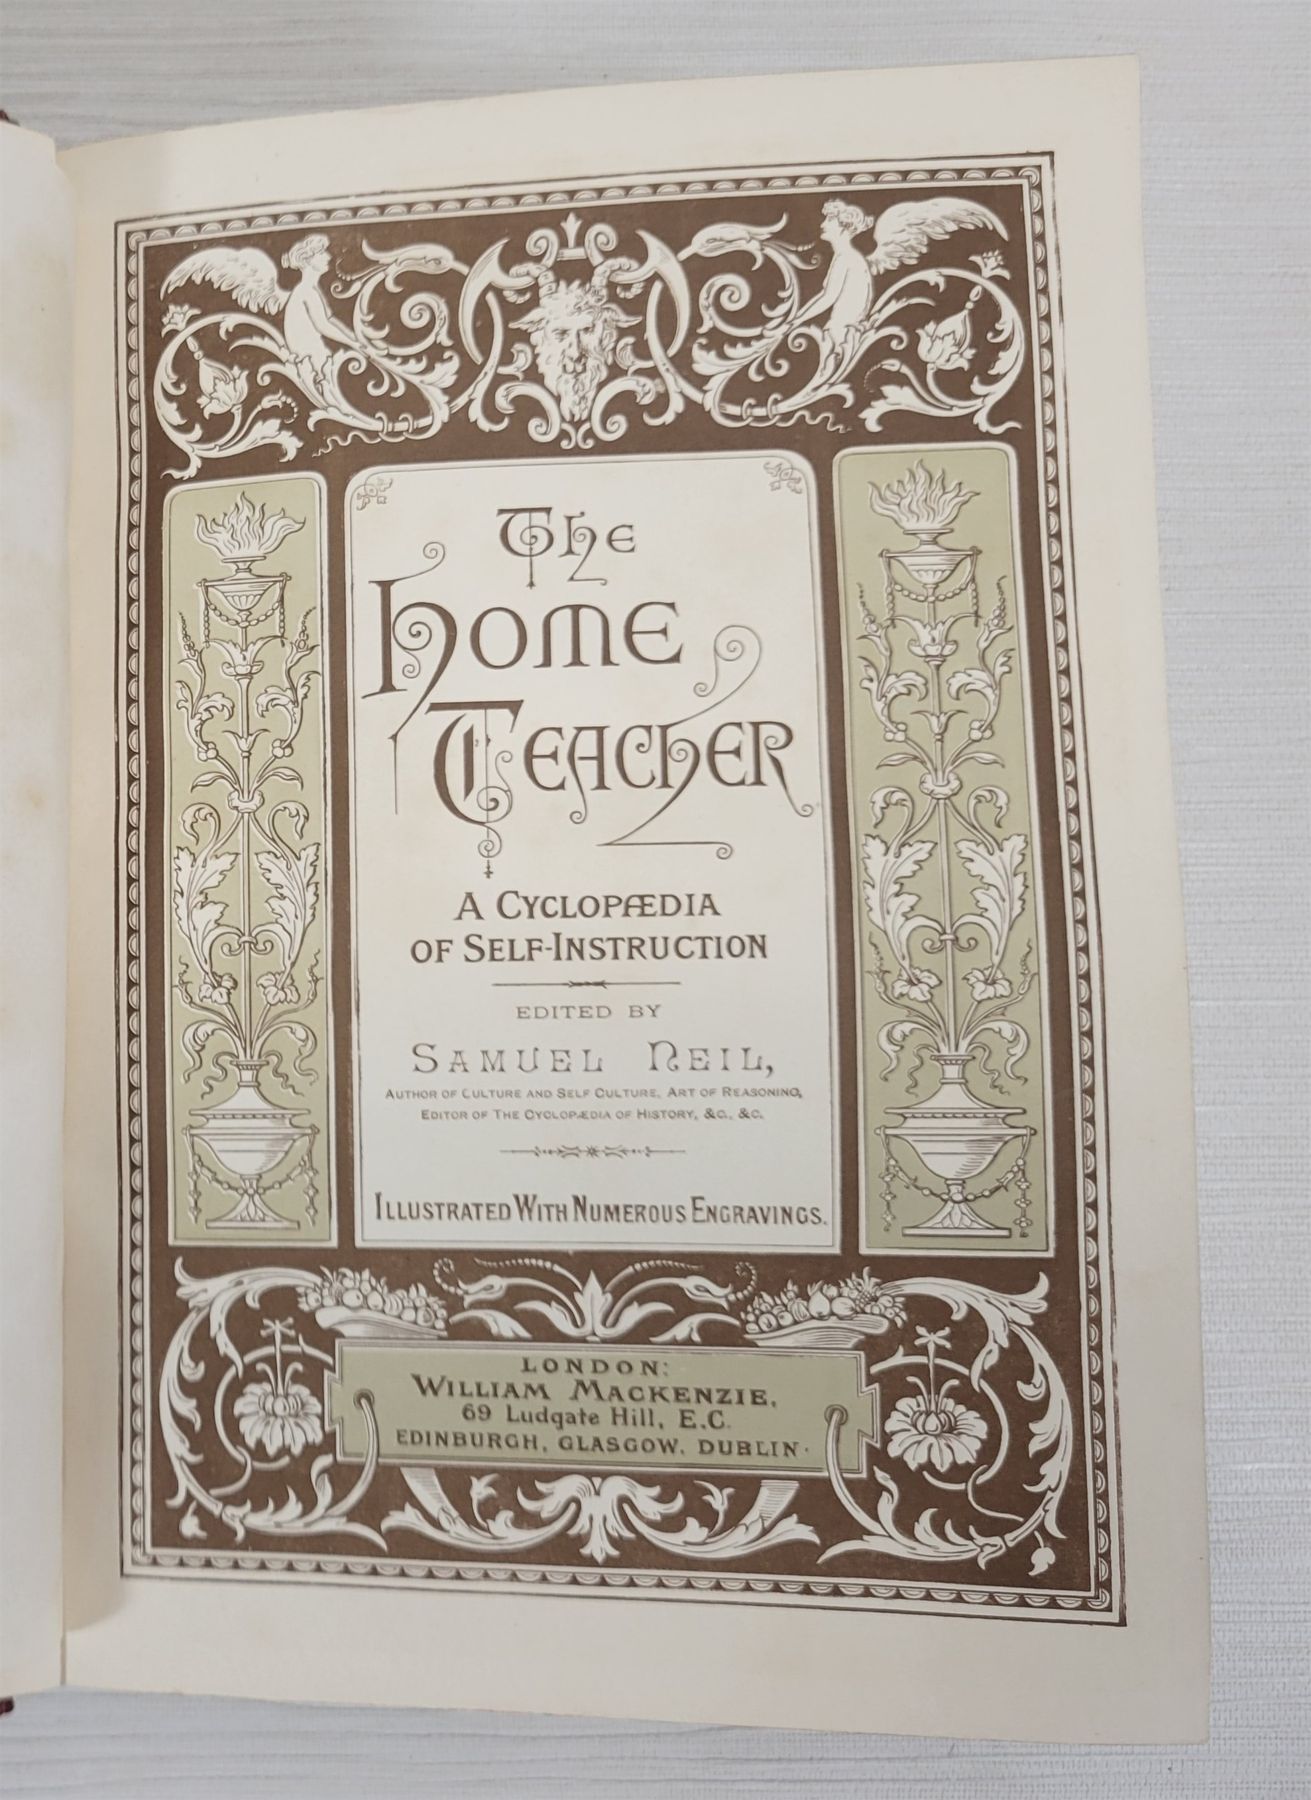 The
Home
Teacher
A Cyclopædia
of Self-Instruction
EDITED BY
Samuel Neil,
Author of Culture and Self Culture, Art of Reasoning,
Editor of The Cyclopædia of History, &c., &c.
Illustrated With Numerous Engravings.
LONDON:
William Mackenzie,
69 Ludgate Hill, E.C.
EDINBURGH, GLASGOW, DUBLIN.